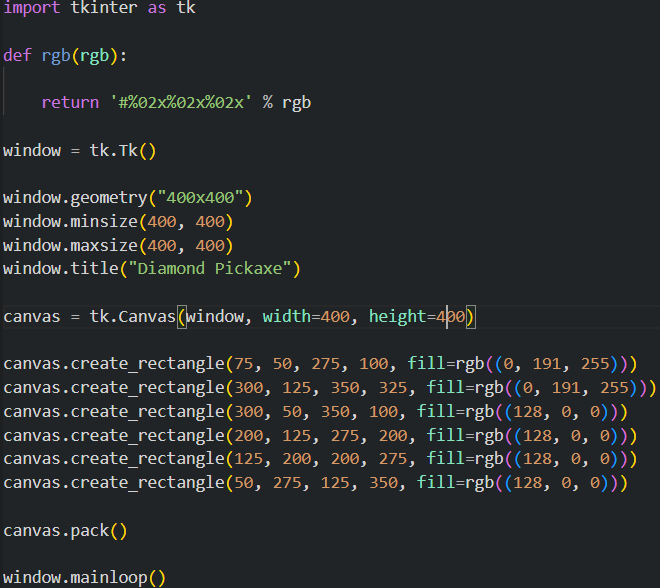 import tkinter as tk
def rgb(rgb):
    return '#%02x%02x%02x' % rgb
window = tk.Tk()
window.geometry("400x400")
window.minsize(400, 400)
window.maxsize(400, 400)
window.title("Diamond Pickaxe")
canvas = tk.Canvas(window, width=400, height=400)
canvas.create_rectangle(75, 50, 275, 100, fill=rgb((0, 191, 255)))
canvas.create_rectangle(300, 125, 350, 325, fill=rgb((0, 191, 255)))
canvas.create_rectangle(300, 50, 350, 100, fill=rgb((128, 0, 0)))
canvas.create_rectangle(200, 125, 275, 200, fill=rgb((128, 0, 0)))
canvas.create_rectangle(125, 200, 200, 275, fill=rgb((128, 0, 0)))
canvas.create_rectangle(50, 275, 125, 350, fill=rgb((128, 0, 0)))
canvas.pack()
window.mainloop()